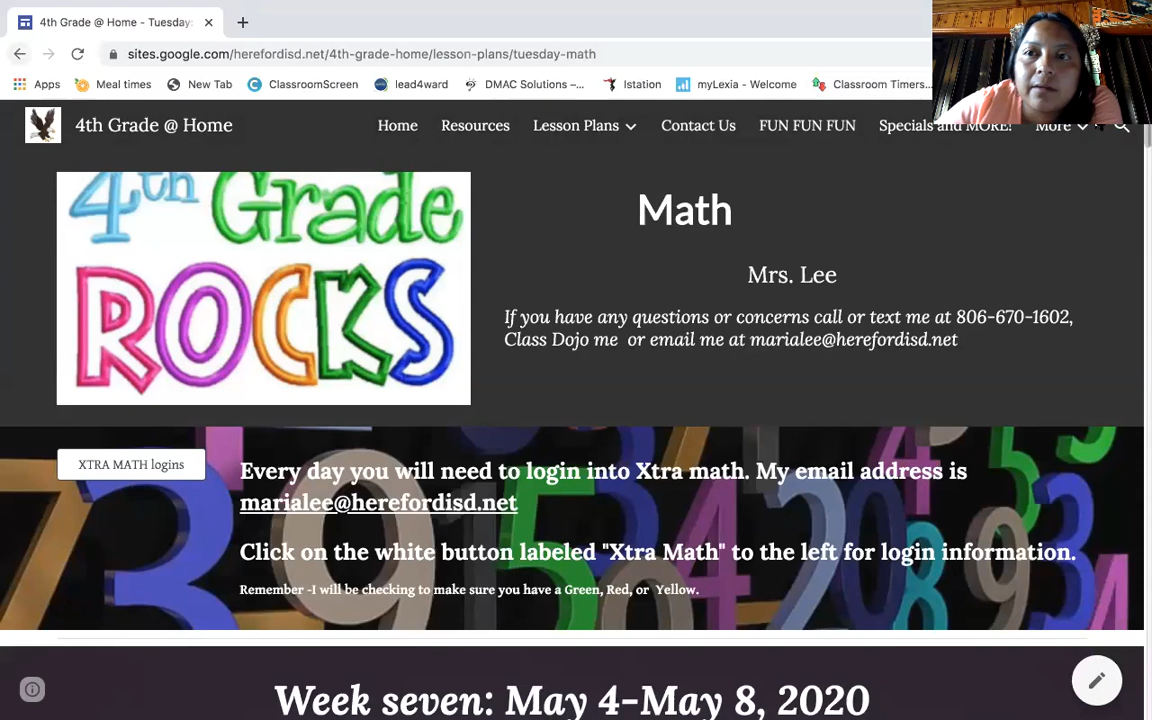 4th Grade @ Home - Tuesday
sites.google.com/herefordisd.net/4th-grade-home/lesson-plans/tuesday-math
Apps Meal times New Tab ClassroomScreen lead4ward DMAC Solutions –... Istation myLexia - Welcome Classroom Timers...
4th Grade @ Home Home Resources Lesson Plans Contact Us FUN FUN FUN Specials and MORE! More
4th Grade
ROCKS
Math
Mrs. Lee
If you have any questions or concerns call or text me at 806-670-1602,
Class Dojo me or email me at marialee@herefordisd.net
XTRA MATH logins
Every day you will need to login into Xtra math. My email address is
marialee@herefordisd.net
Click on the white button labeled "Xtra Math" to the left for login information.
Remember -I will be checking to make sure you have a Green, Red, or Yellow.
Week seven: May 4-May 8, 2020